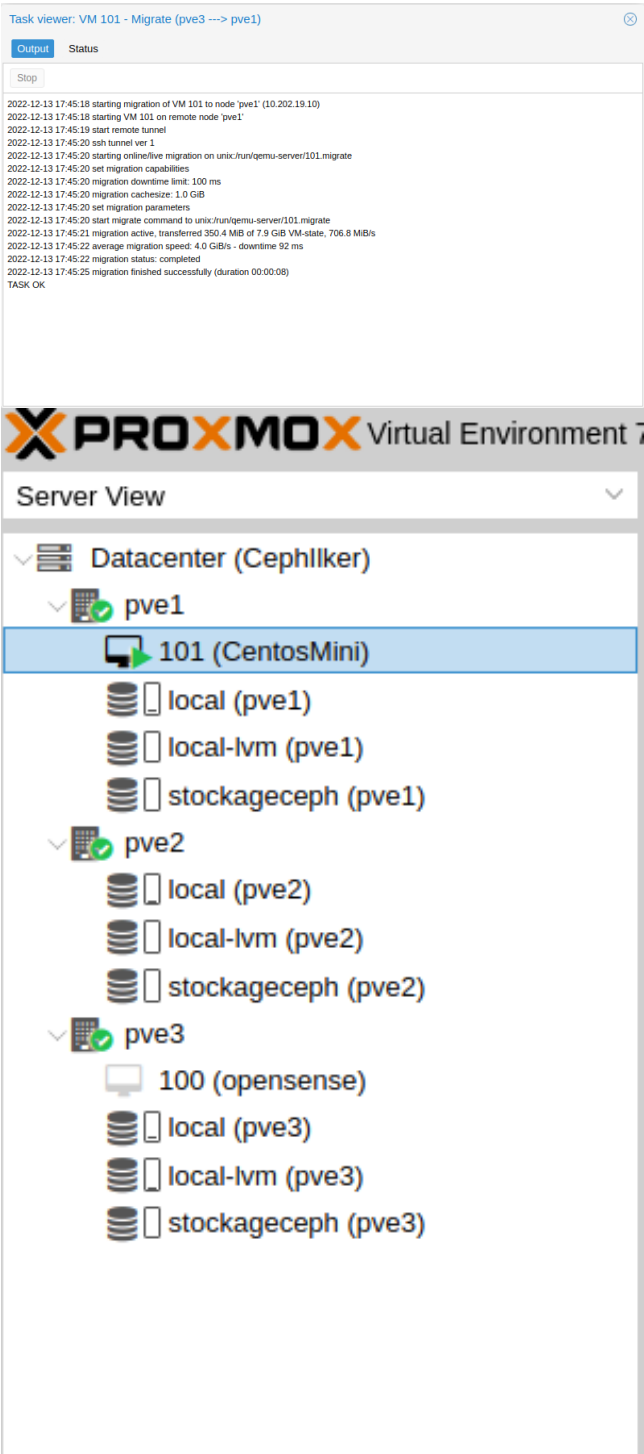 Task viewer: VM 101 - Migrate (pve3 ---> pve1)
Output Status
Stop
2022-12-13 17:45:18 starting migration of VM 101 to node 'pve1' (10.202.19.10)
2022-12-13 17:45:18 starting VM 101 on remote node 'pve1'
2022-12-13 17:45:19 start remote tunnel
2022-12-13 17:45:20 ssh tunnel ver 1
2022-12-13 17:45:20 starting online/live migration on unix:/run/qemu-server/101.migrate
2022-12-13 17:45:20 set migration capabilities
2022-12-13 17:45:20 migration downtime limit: 100 ms
2022-12-13 17:45:20 migration cachesize: 1.0 GiB
2022-12-13 17:45:20 set migration parameters
2022-12-13 17:45:20 start migrate command to unix:/run/qemu-server/101.migrate
2022-12-13 17:45:21 migration active, transferred 350.4 MiB of 7.9 GiB VM-state, 706.8 MiB/s
2022-12-13 17:45:22 average migration speed: 4.0 GiB/s - downtime 92 ms
2022-12-13 17:45:22 migration status: completed
2022-12-13 17:45:25 migration finished successfully (duration 00:00:08)
TASK OK
PROXMOX Virtual Environment 7
Server View
Datacenter (CephIlker)
pve1
101 (CentosMini)
local (pve1)
local-lvm (pve1)
stockageceph (pve1)
pve2
local (pve2)
local-lvm (pve2)
stockageceph (pve2)
pve3
100 (opensense)
local (pve3)
local-lvm (pve3)
stockageceph (pve3)